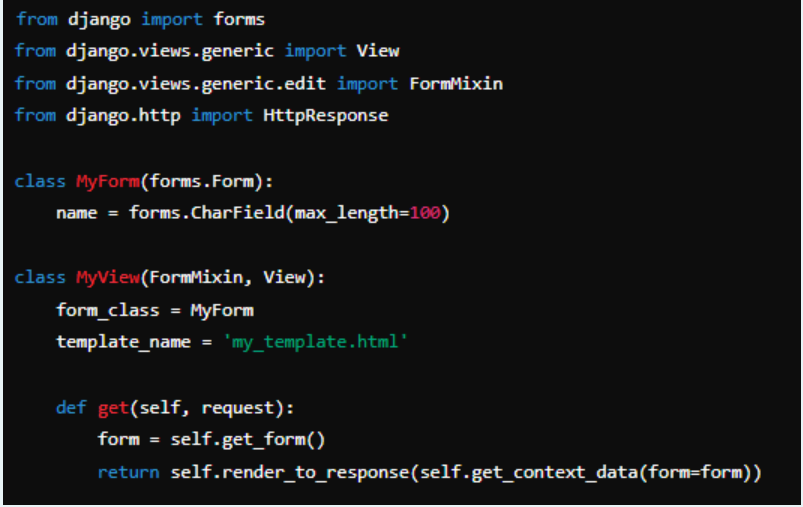 from django import forms
from django.views.generic import View
from django.views.generic.edit import FormMixin
from django.http import HttpResponse
class MyForm(forms.Form):
    name = forms.CharField(max_length=100)
class MyView(FormMixin, View):
    form_class = MyForm
    template_name = 'my_template.html'
    def get(self, request):
        form = self.get_form()
        return self.render_to_response(self.get_context_data(form=form))